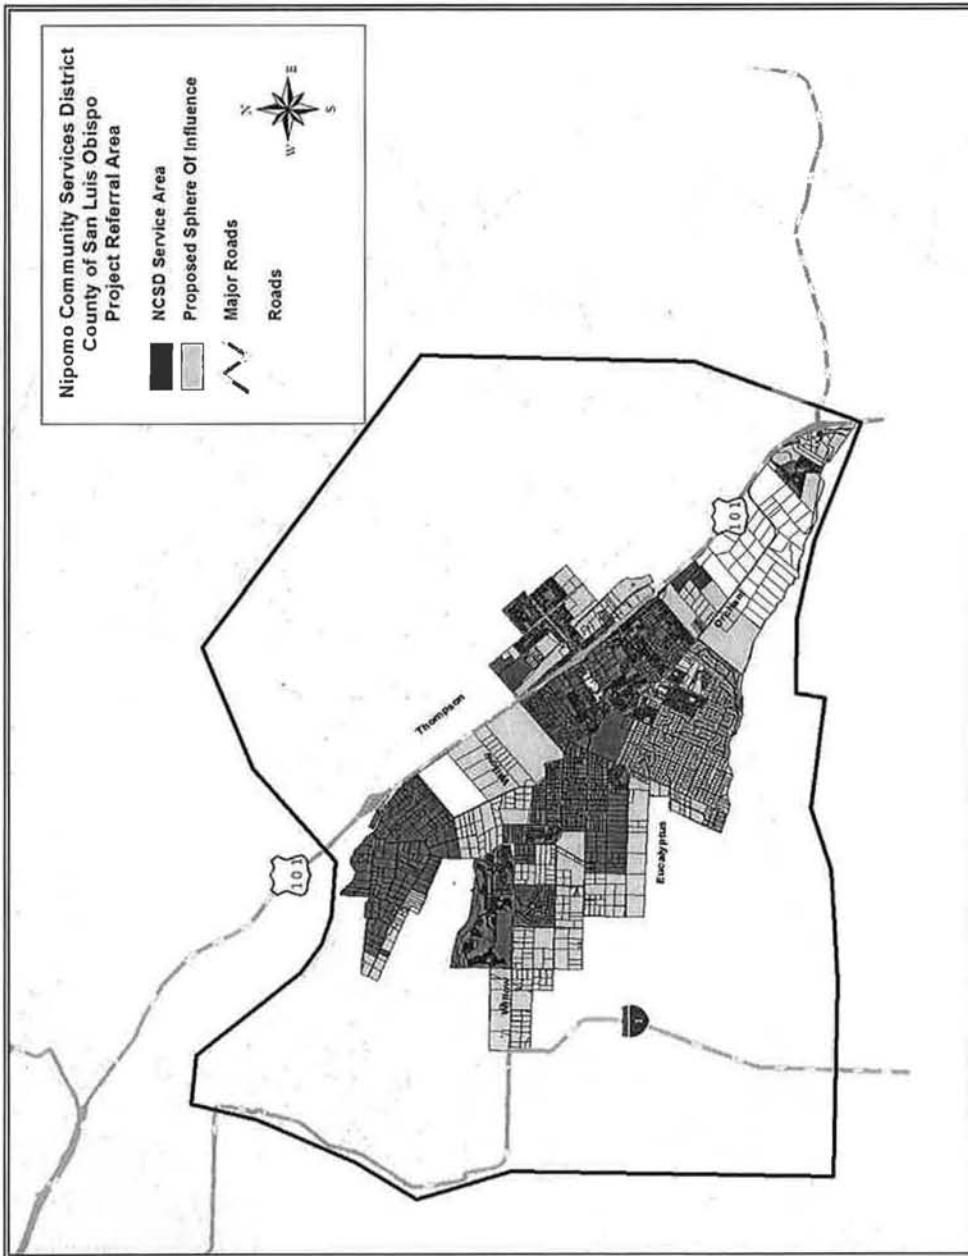 Nipomo Community Services District
County of San Luis Obispo
Project Referral Area
NCSD Service Area
Proposed Sphere Of Influence
Major Roads
Roads
N
E
S
W
101
Thompson
101
Willow
Eucalyptus
1